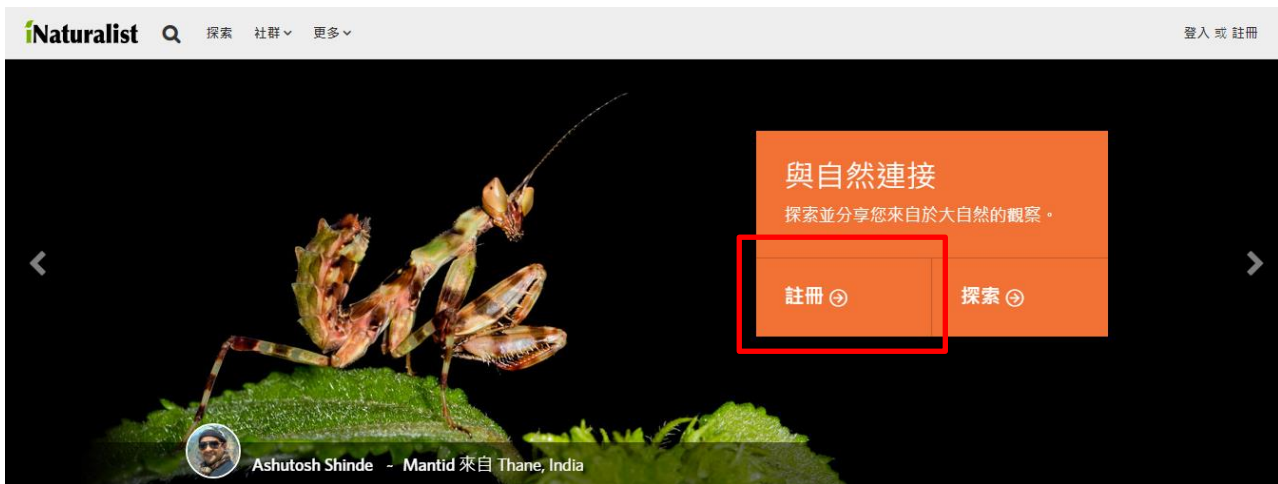 iNaturalist 探索 社群 更多 登入 或 註冊
與自然連接
探索並分享您來自於大自然的觀察。
註冊 探索
Ashutosh Shinde ~ Mantid 來自 Thane, India